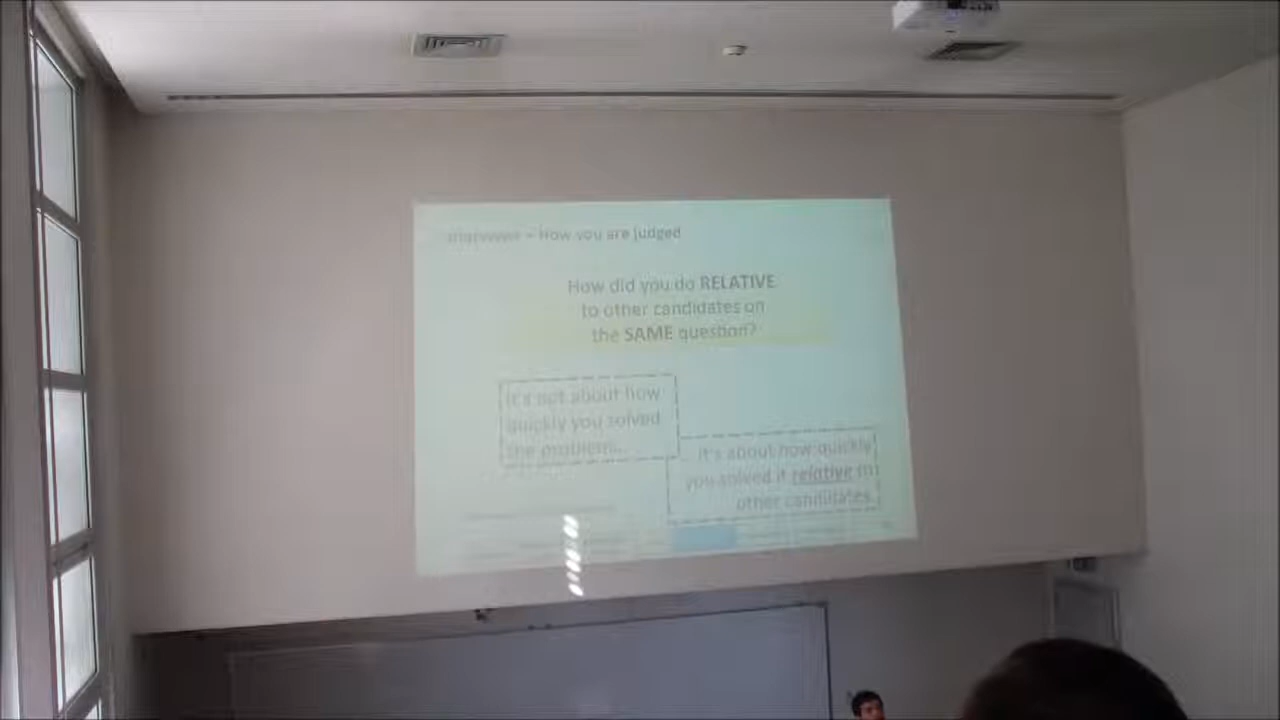 – How you are judged
How did you do RELATIVE
to other candidates on
the SAME question?
It's not about how
quickly you solved
the problem...
it's about how quickly
you solved it relative to
other candidates.